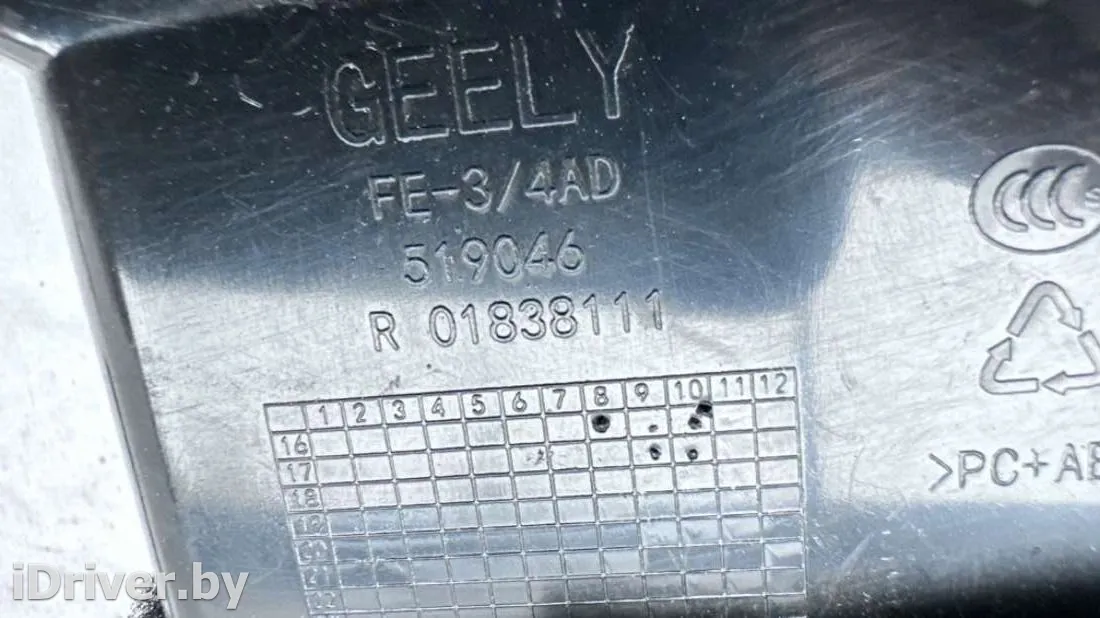 GEELY
FE-3/4AD
519046
R 01838111
1 2 3 4 5 6 7 8 9 10 11 12
16
17
18
>PC+AB
iDriver.by